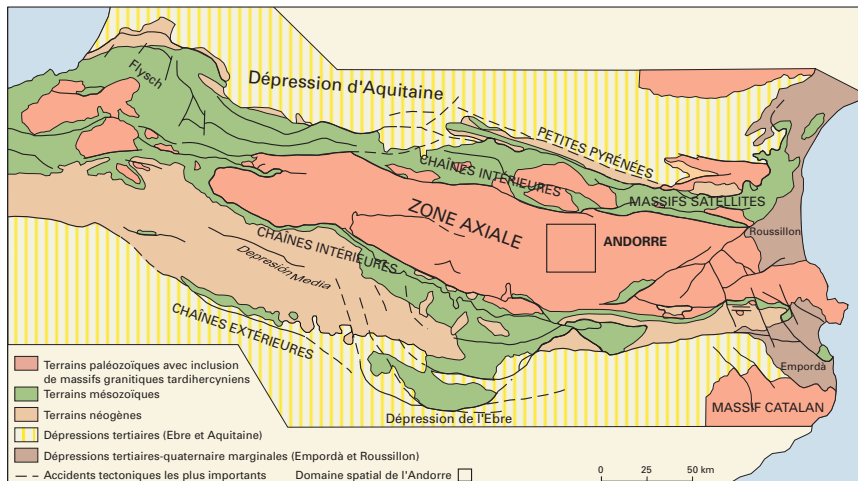 Flysch
Dépression d'Aquitaine
PETITES PYRÉNÉES
CHAÎNES INTÉRIEURES
MASSIFS SATELLITES
ZONE AXIALE
ANDORRE
Roussillon
CHAÎNES INTÉRIEURES
Depresión Media
CHAÎNES EXTÉRIEURES
Empordà
MASSIF CATALAN
Dépression de l'Ebre
Terrains paléozoïques avec inclusion
de massifs granitiques tardihercyniens
Terrains mésozoïques
Terrains néogènes
Dépressions tertiaires (Ebre et Aquitaine)
Dépressions tertiaires-quaternaire marginales (Empordà et Roussillon)
Accidents tectoniques les plus importants
Domaine spatial de l'Andorre
0 25 50 km